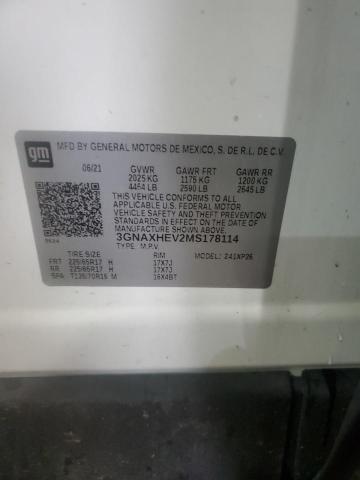 gm
MFD BY GENERAL MOTORS DE MEXICO, S. DE R.L. DE C.V.
06/21 GVWR GAWR FRT GAWR RR
2025 KG 1175 KG 1200 KG
4464 LB 2590 LB 2645 LB
THIS VEHICLE CONFORMS TO ALL
APPLICABLE U.S. FEDERAL MOTOR
VEHICLE SAFETY AND THEFT PREVENTION
STANDARDS IN EFFECT ON THE DATE OF
MANUFACTURE SHOWN ABOVE.
3GNAXHEV2MS178114
TYPE: M.P.V. MODEL: 241XP26
TIRE SIZE RIM
FRT 225/65R17 H 17X7J
RR 225/65R17 H 17X7J
SPA T135/70R16 M 16X4BT